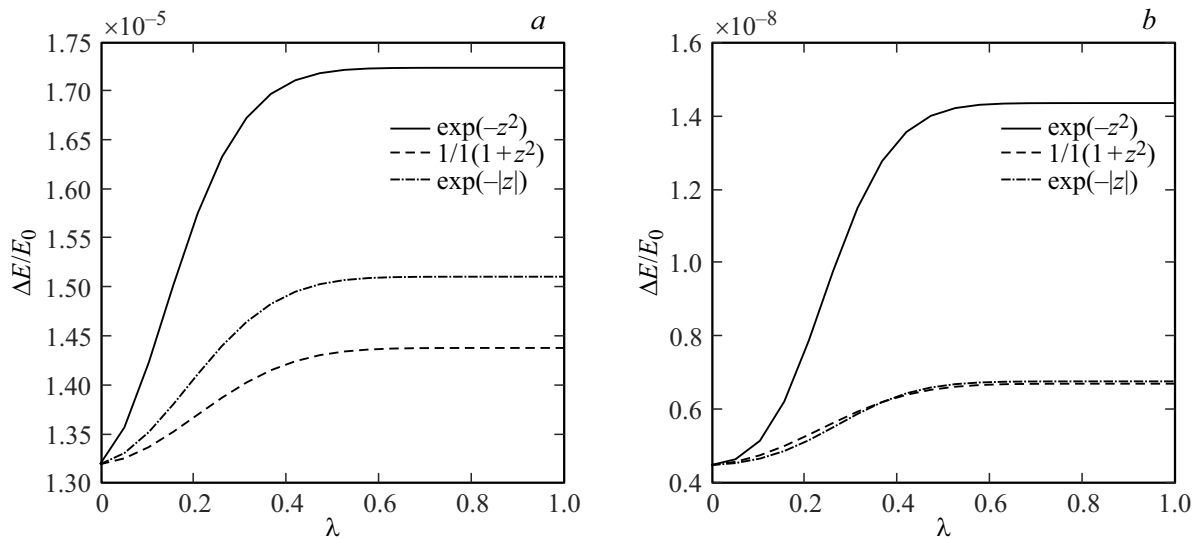 ×10⁻⁵
a
1.75
1.70
1.65
1.60
1.55
1.50
1.45
1.40
1.35
1.30
ΔE/E₀
exp(–z²)
1/1(1+z²)
exp(–|z|)
0 0.2 0.4 0.6 0.8 1.0
λ
×10⁻⁸
b
1.6
1.4
1.2
1.0
0.8
0.6
0.4
ΔE/E₀
exp(–z²)
1/1(1+z²)
exp(–|z|)
0 0.2 0.4 0.6 0.8 1.0
λ